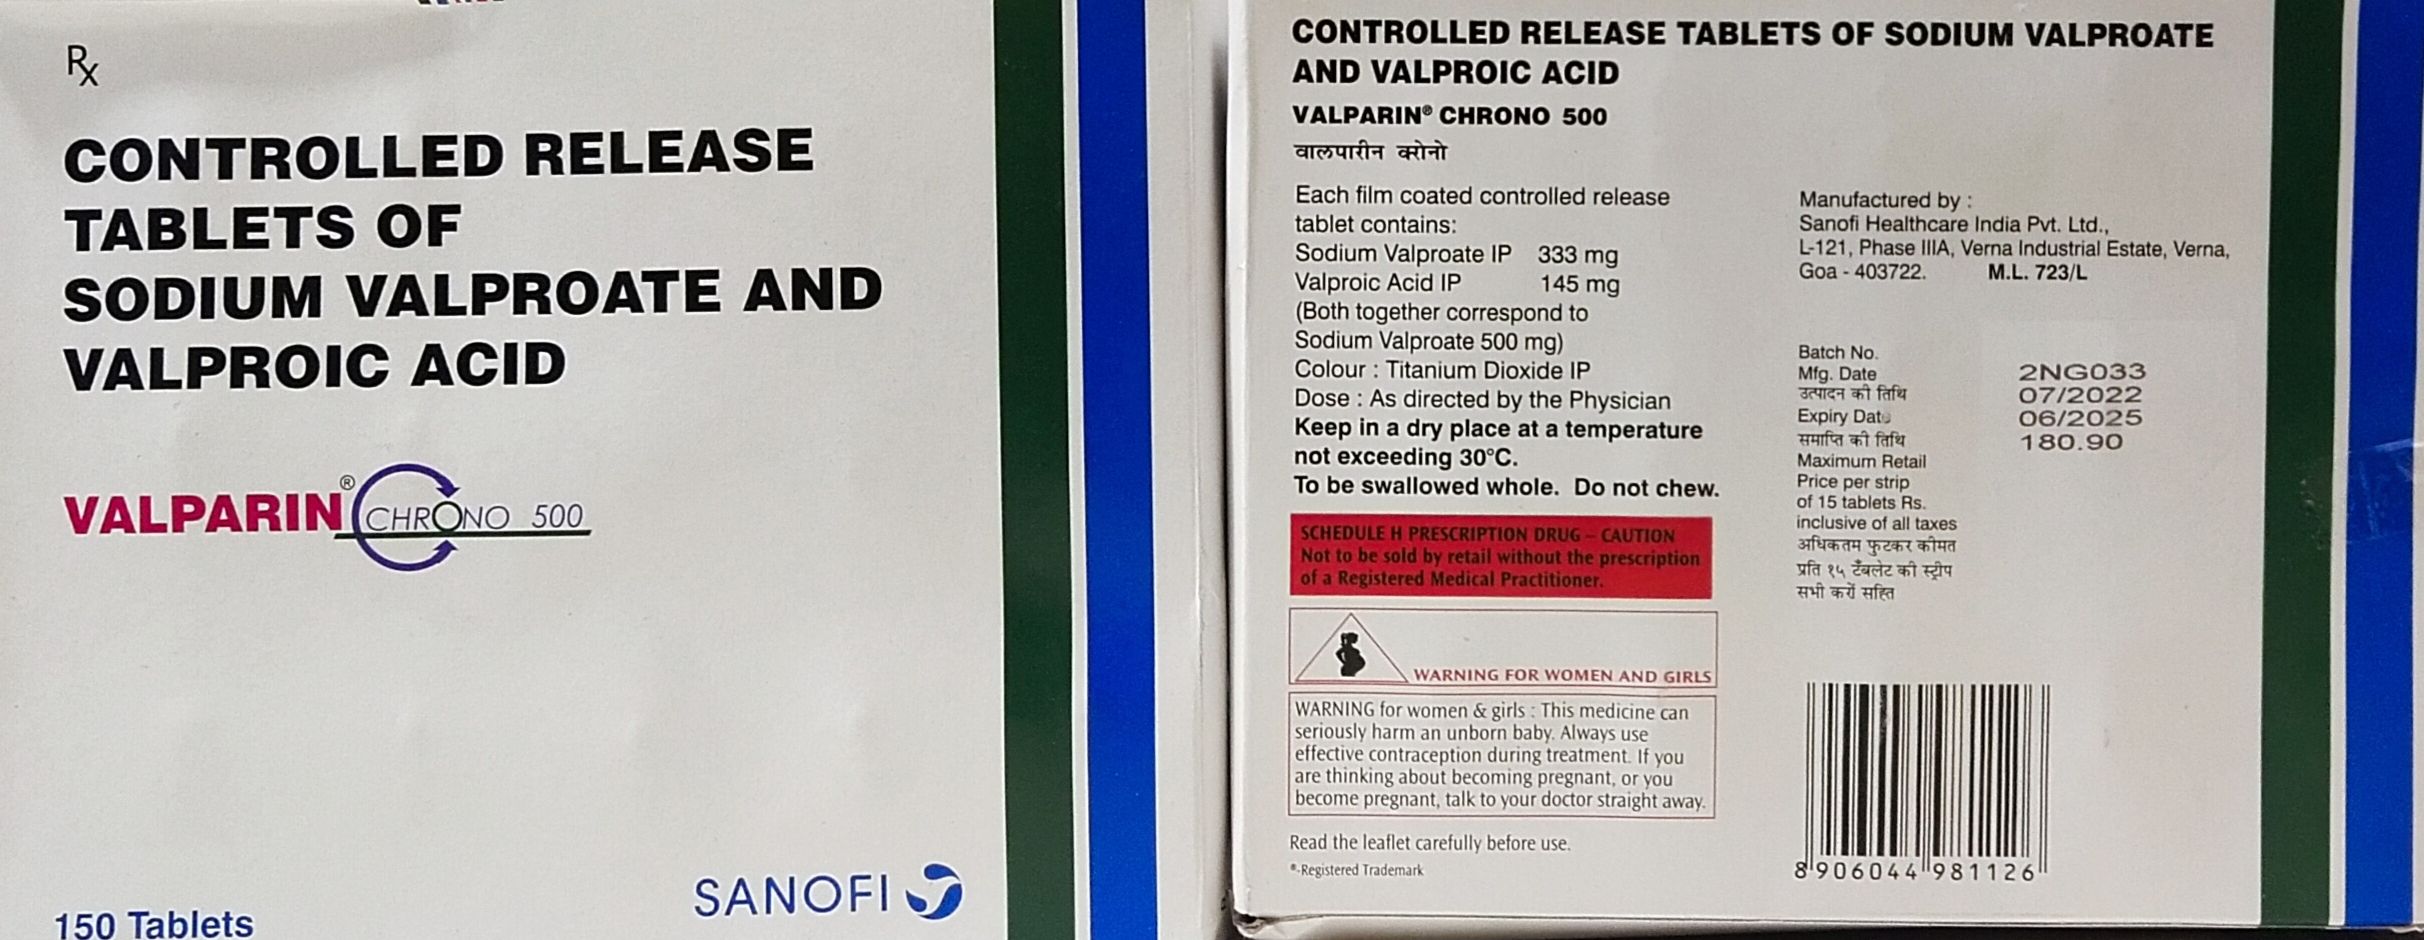 Rx
CONTROLLED RELEASE
TABLETS OF
SODIUM VALPROATE AND
VALPROIC ACID
VALPARIN® CHRONO 500
SANOFI
150 Tablets
CONTROLLED RELEASE TABLETS OF SODIUM VALPROATE
AND VALPROIC ACID
VALPARIN® CHRONO 500
वालपारीन क्रोनो
Each film coated controlled release
tablet contains:
Sodium Valproate IP 333 mg
Valproic Acid IP 145 mg
(Both together correspond to
Sodium Valproate 500 mg)
Colour : Titanium Dioxide IP
Dose : As directed by the Physician
Keep in a dry place at a temperature
not exceeding 30°C.
To be swallowed whole. Do not chew.
SCHEDULE H PRESCRIPTION DRUG – CAUTION
Not to be sold by retail without the prescription
of a Registered Medical Practitioner.
WARNING FOR WOMEN AND GIRLS
WARNING for women & girls : This medicine can
seriously harm an unborn baby. Always use
effective contraception during treatment. If you
are thinking about becoming pregnant, or you
become pregnant, talk to your doctor straight away.
Read the leaflet carefully before use.
®-Registered Trademark
Manufactured by :
Sanofi Healthcare India Pvt. Ltd.,
L-121, Phase IIIA, Verna Industrial Estate, Verna,
Goa - 403722. M.L. 723/L
Batch No.
Mfg. Date
उत्पादन की तिथि
Expiry Date
समाप्ति की तिथि
Maximum Retail
Price per strip
of 15 tablets Rs.
inclusive of all taxes
अधिकतम फुटकर कीमत
प्रति १५ टॅबलेट की स्ट्रीप
सभी करों सहित
2NG033
07/2022
06/2025
180.90
8 906044 981126